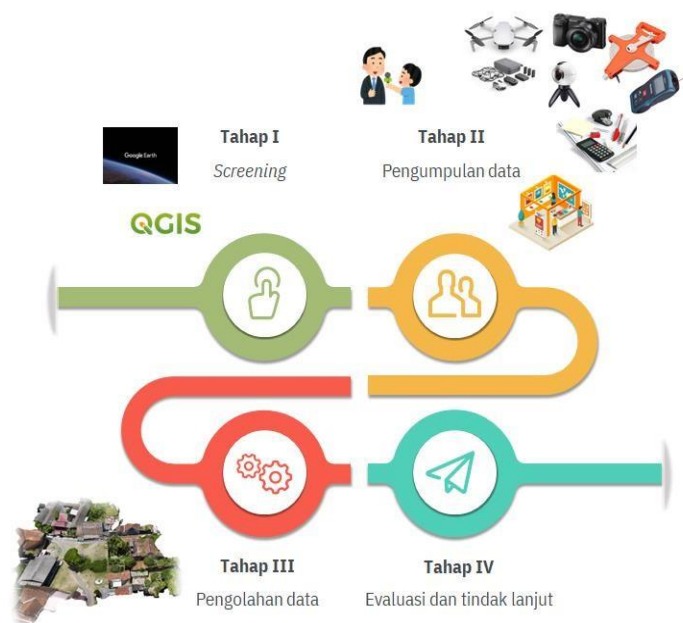 Tahap I
Screening
Tahap II
Pengumpulan data
Google Earth
QGIS
Tahap III
Pengolahan data
Tahap IV
Evaluasi dan tindak lanjut